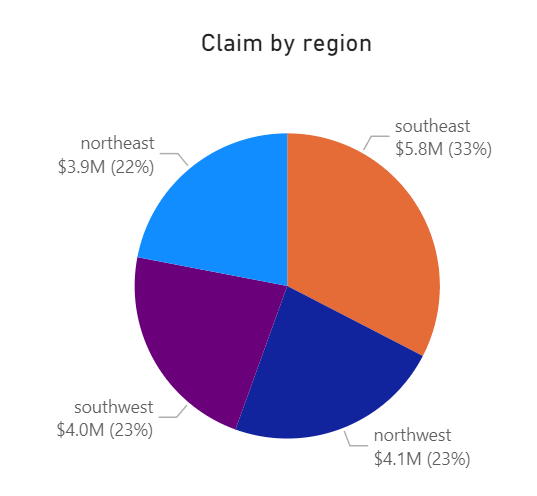 Claim by region
southeast
$5.8M (33%)
northeast
$3.9M (22%)
southwest
$4.0M (23%)
northwest
$4.1M (23%)